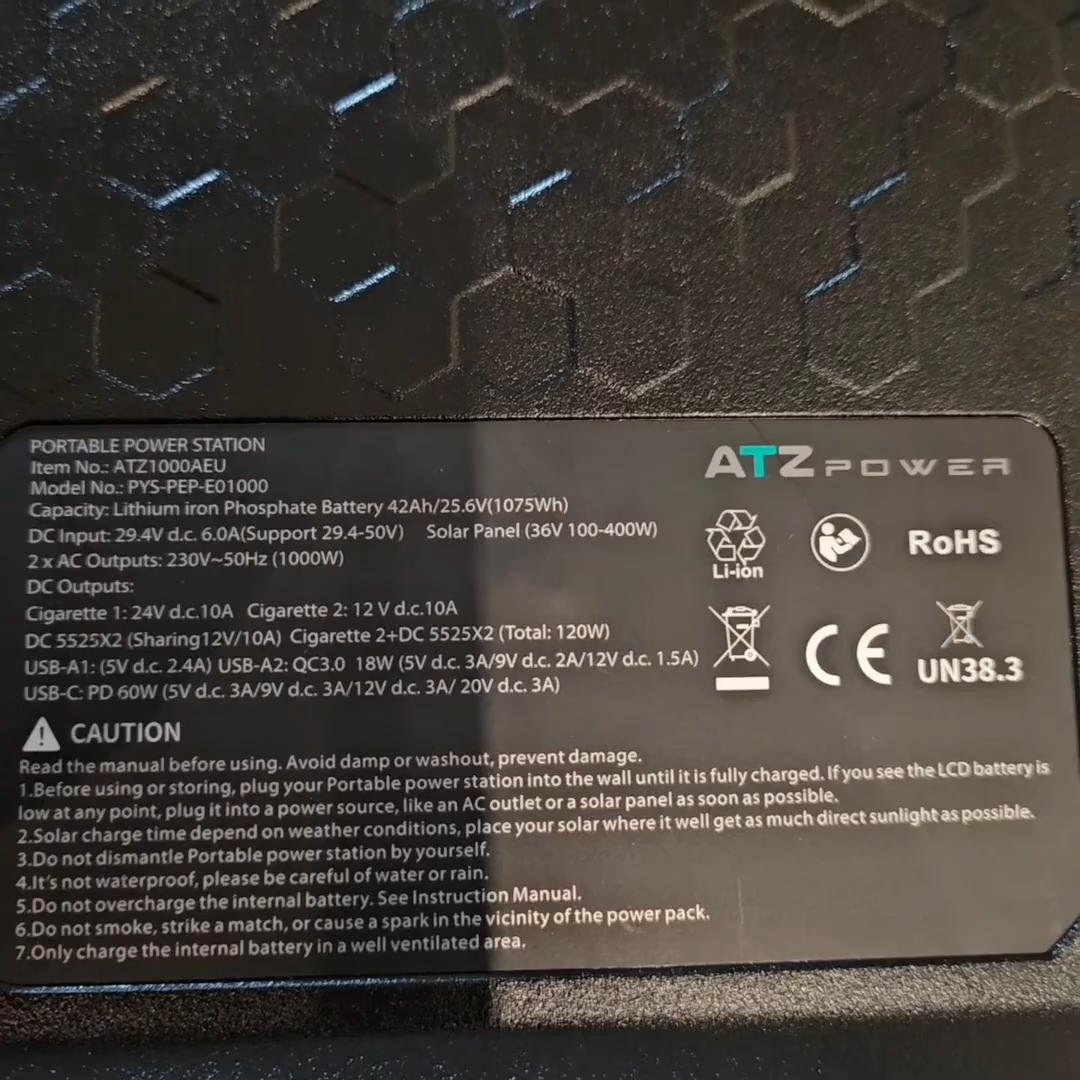 PORTABLE POWER STATION
Item No.: ATZ1000AEU
Model No.: PYS-PEP-E01000
Capacity: Lithium iron Phosphate Battery 42Ah/25.6V(1075Wh)
DC Input: 29.4V d.c. 6.0A(Support 29.4-50V) Solar Panel (36V 100-400W)
2 x AC Outputs: 230V~50Hz (1000W)
DC Outputs:
Cigarette 1: 24V d.c.10A Cigarette 2: 12 V d.c.10A
DC 5525X2 (Sharing12V/10A) Cigarette 2+DC 5525X2 (Total: 120W)
USB-A1: (5V d.c. 2.4A) USB-A2: QC3.0 18W (5V d.c. 3A/9V d.c. 2A/12V d.c. 1.5A)
USB-C: PD 60W (5V d.c. 3A/9V d.c. 3A/12V d.c. 3A/ 20V d.c. 3A)
ATZ POWER
Li-ion
RoHS
CE
UN38.3
CAUTION
Read the manual before using. Avoid damp or washout, prevent damage.
1.Before using or storing, plug your Portable power station into the wall until it is fully charged. If you see the LCD battery is
low at any point, plug it into a power source, like an AC outlet or a solar panel as soon as possible.
2.Solar charge time depend on weather conditions, place your solar where it well get as much direct sunlight as possible.
3.Do not dismantle Portable power station by yourself.
4.It's not waterproof, please be careful of water or rain.
5.Do not overcharge the internal battery. See Instruction Manual.
6.Do not smoke, strike a match, or cause a spark in the vicinity of the power pack.
7.Only charge the internal battery in a well ventilated area.